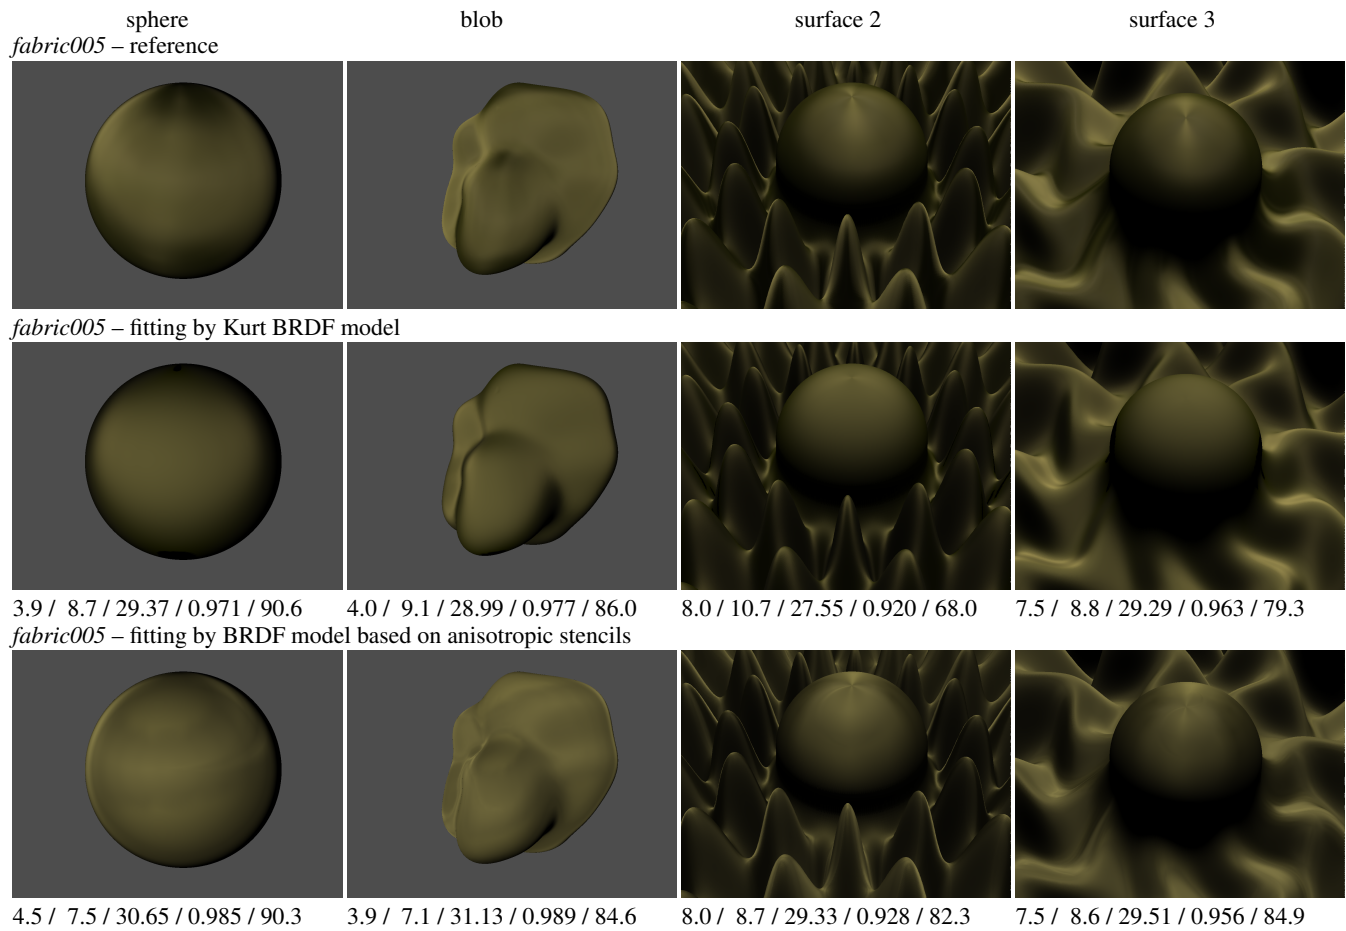 sphere blob surface 2 surface 3
fabric005 – reference
fabric005 – fitting by Kurt BRDF model
3.9 / 8.7 / 29.37 / 0.971 / 90.6 4.0 / 9.1 / 28.99 / 0.977 / 86.0 8.0 / 10.7 / 27.55 / 0.920 / 68.0 7.5 / 8.8 / 29.29 / 0.963 / 79.3
fabric005 – fitting by BRDF model based on anisotropic stencils
4.5 / 7.5 / 30.65 / 0.985 / 90.3 3.9 / 7.1 / 31.13 / 0.989 / 84.6 8.0 / 8.7 / 29.33 / 0.928 / 82.3 7.5 / 8.6 / 29.51 / 0.956 / 84.9